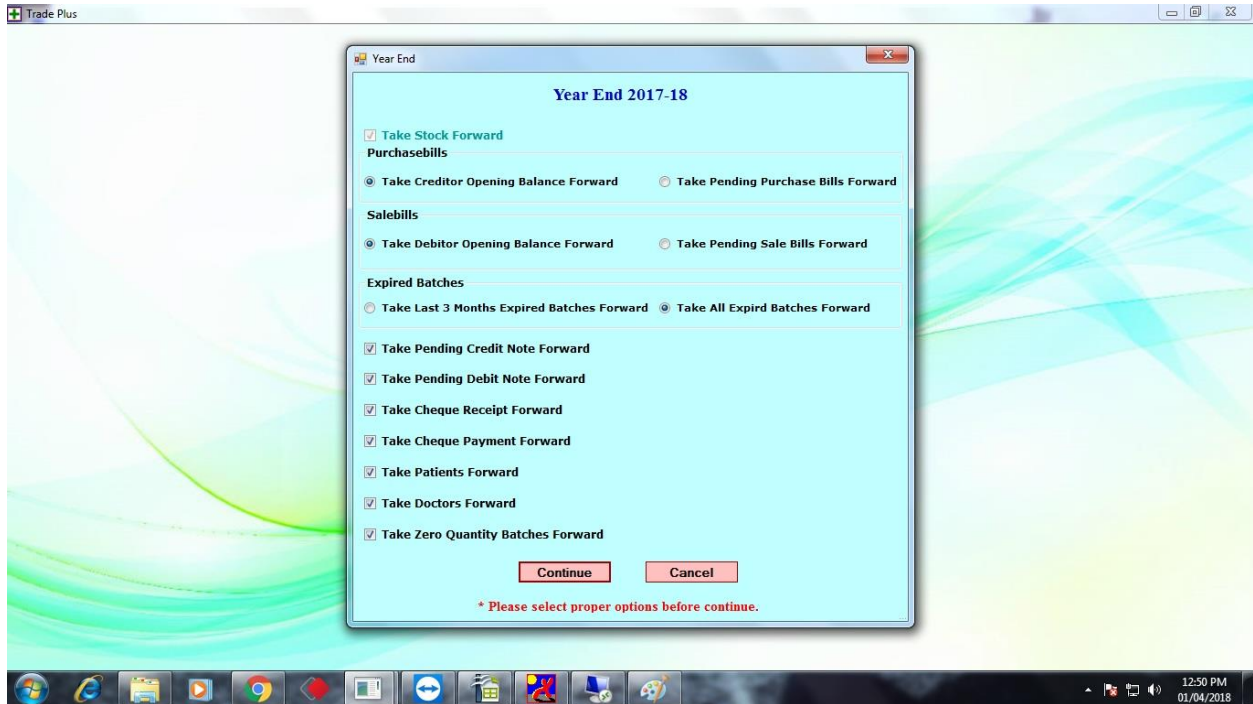 Trade Plus
Year End
Year End 2017-18
Take Stock Forward
Purchasebills
Take Creditor Opening Balance Forward Take Pending Purchase Bills Forward
Salebills
Take Debitor Opening Balance Forward Take Pending Sale Bills Forward
Expired Batches
Take Last 3 Months Expired Batches Forward Take All Expird Batches Forward
Take Pending Credit Note Forward
Take Pending Debit Note Forward
Take Cheque Receipt Forward
Take Cheque Payment Forward
Take Patients Forward
Take Doctors Forward
Take Zero Quantity Batches Forward
Continue Cancel
* Please select proper options before continue.
12:50 PM
01/04/2018